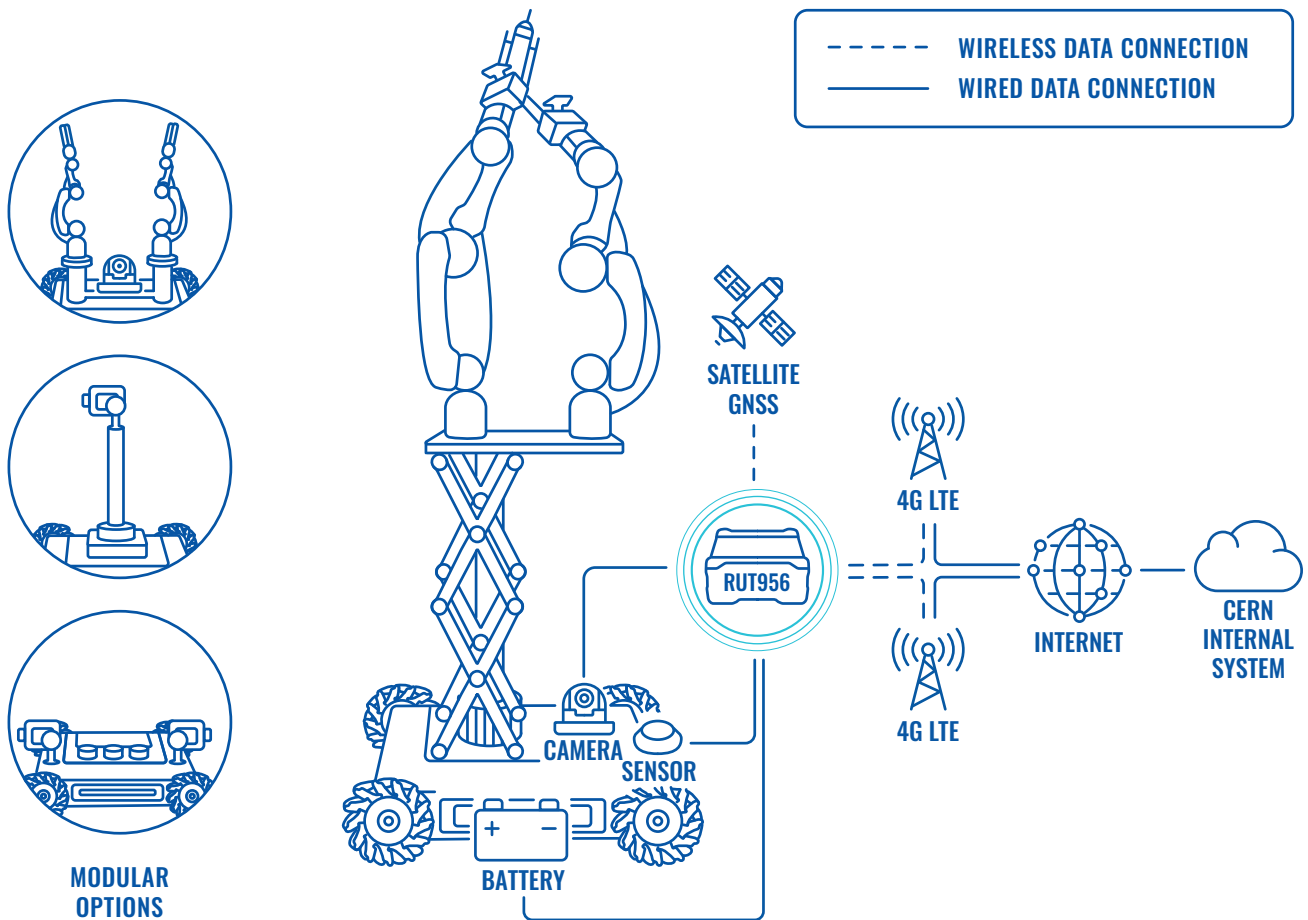 WIRELESS DATA CONNECTION
WIRED DATA CONNECTION
SATELLITE
GNSS
4G LTE
RUT956
INTERNET
CERN
INTERNAL
SYSTEM
4G LTE
CAMERA
SENSOR
+ −
BATTERY
MODULAR
OPTIONS